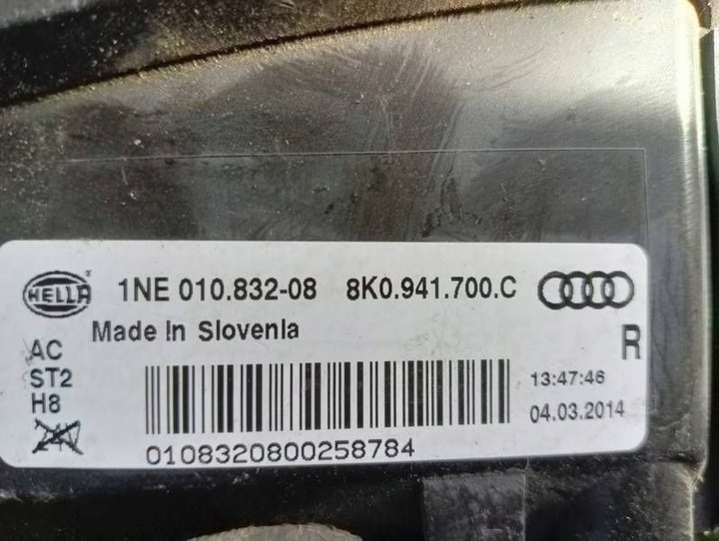 HELLA
1NE 010.832-08 8K0.941.700.C
Made In Slovenia
R
AC
ST2
H8
24V
13:47:46
04.03.2014
0108320800258784